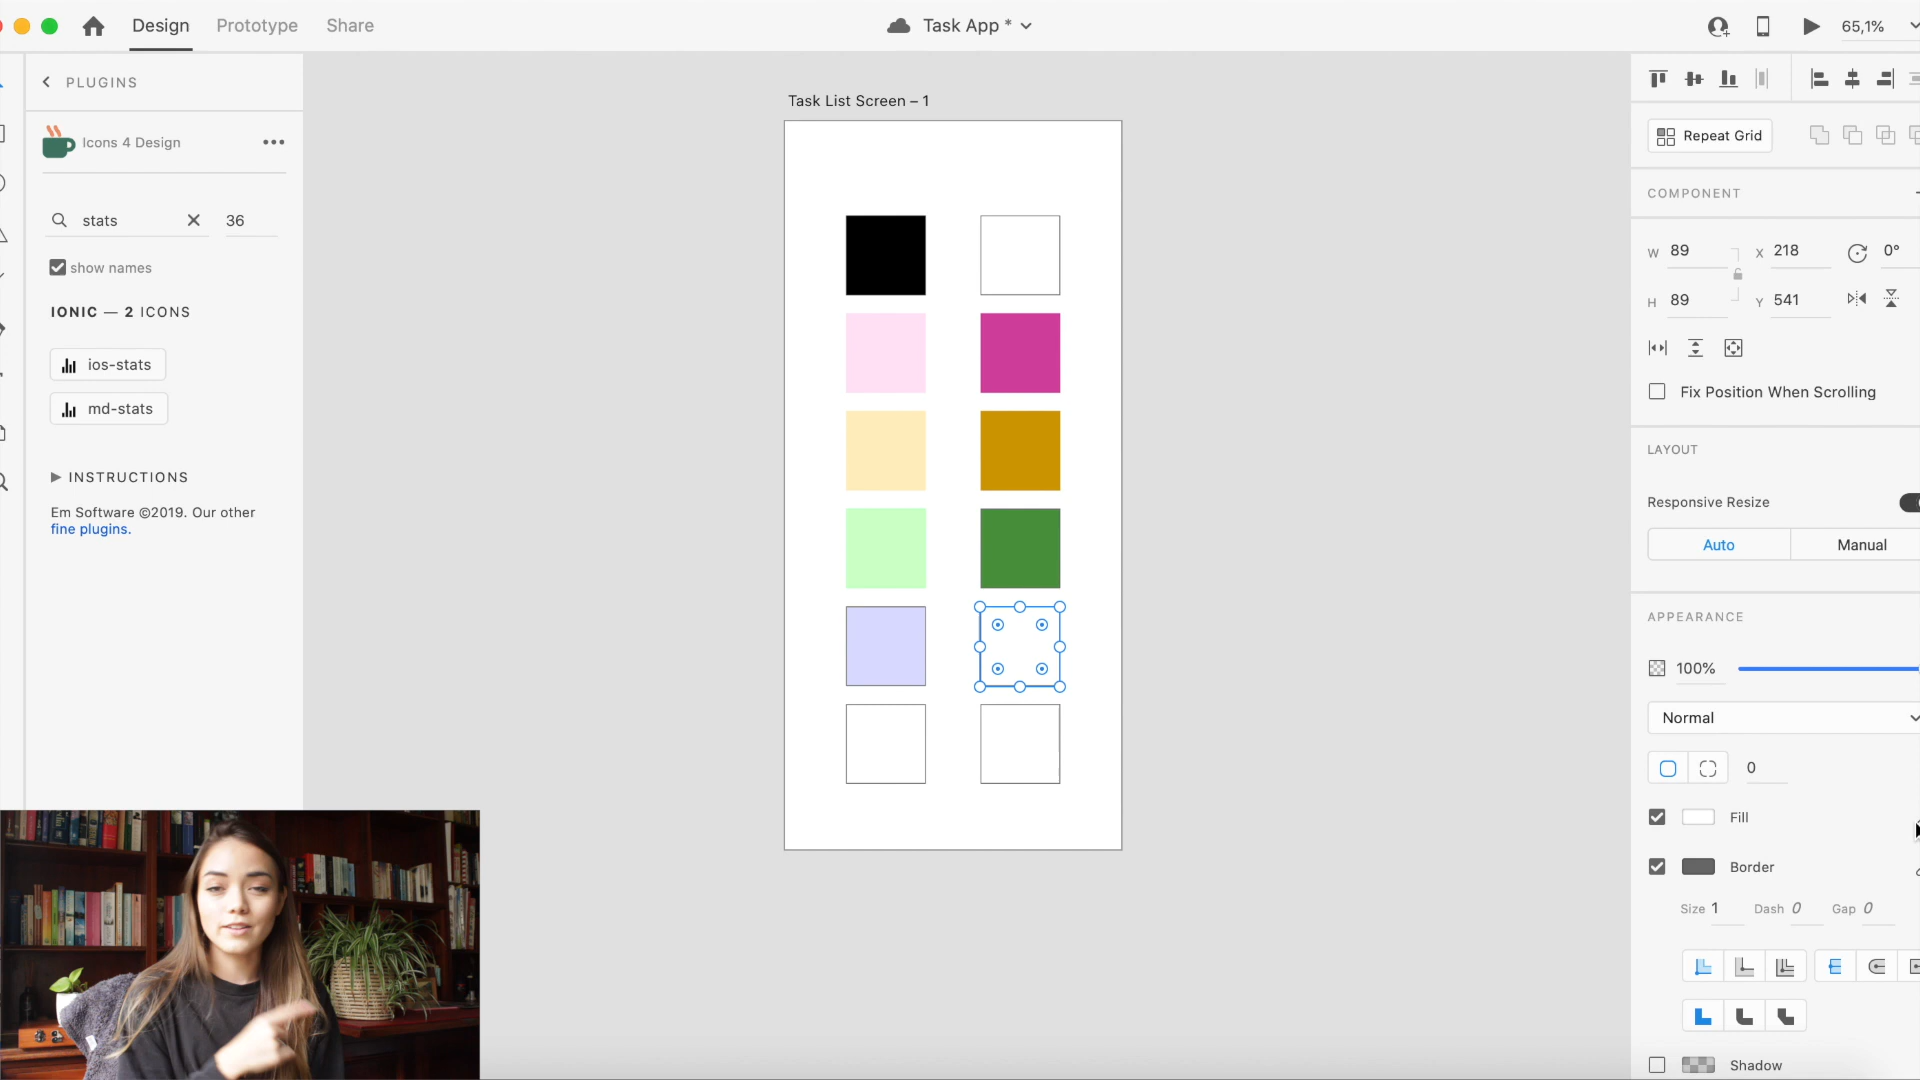 Design Prototype Share
Task App *
65,1%
PLUGINS
Icons 4 Design
stats 36
show names
IONIC — 2 ICONS
ios-stats
md-stats
INSTRUCTIONS
Em Software ©2019. Our other
fine plugins.
Task List Screen – 1
Repeat Grid
COMPONENT
W 89 X 218 0°
H 89 Y 541
Fix Position When Scrolling
LAYOUT
Responsive Resize
Auto Manual
APPEARANCE
100%
Normal
0
Fill
Border
Size 1 Dash 0 Gap 0
Shadow